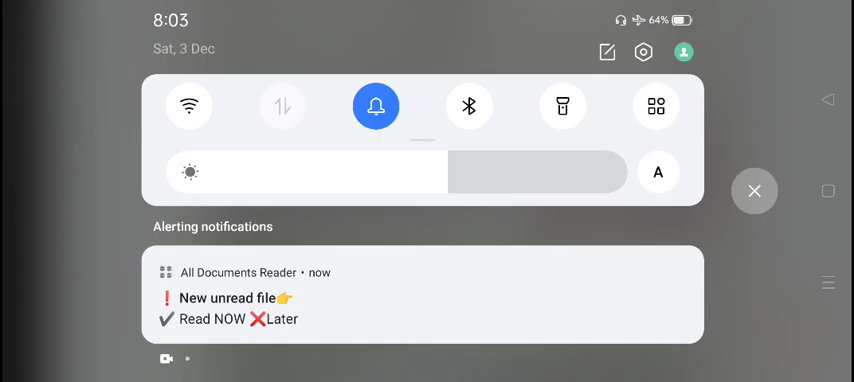 8:03
64%
Sat, 3 Dec
A
Alerting notifications
All Documents Reader • now
❗ New unread file👉
✔️ Read NOW ❌Later